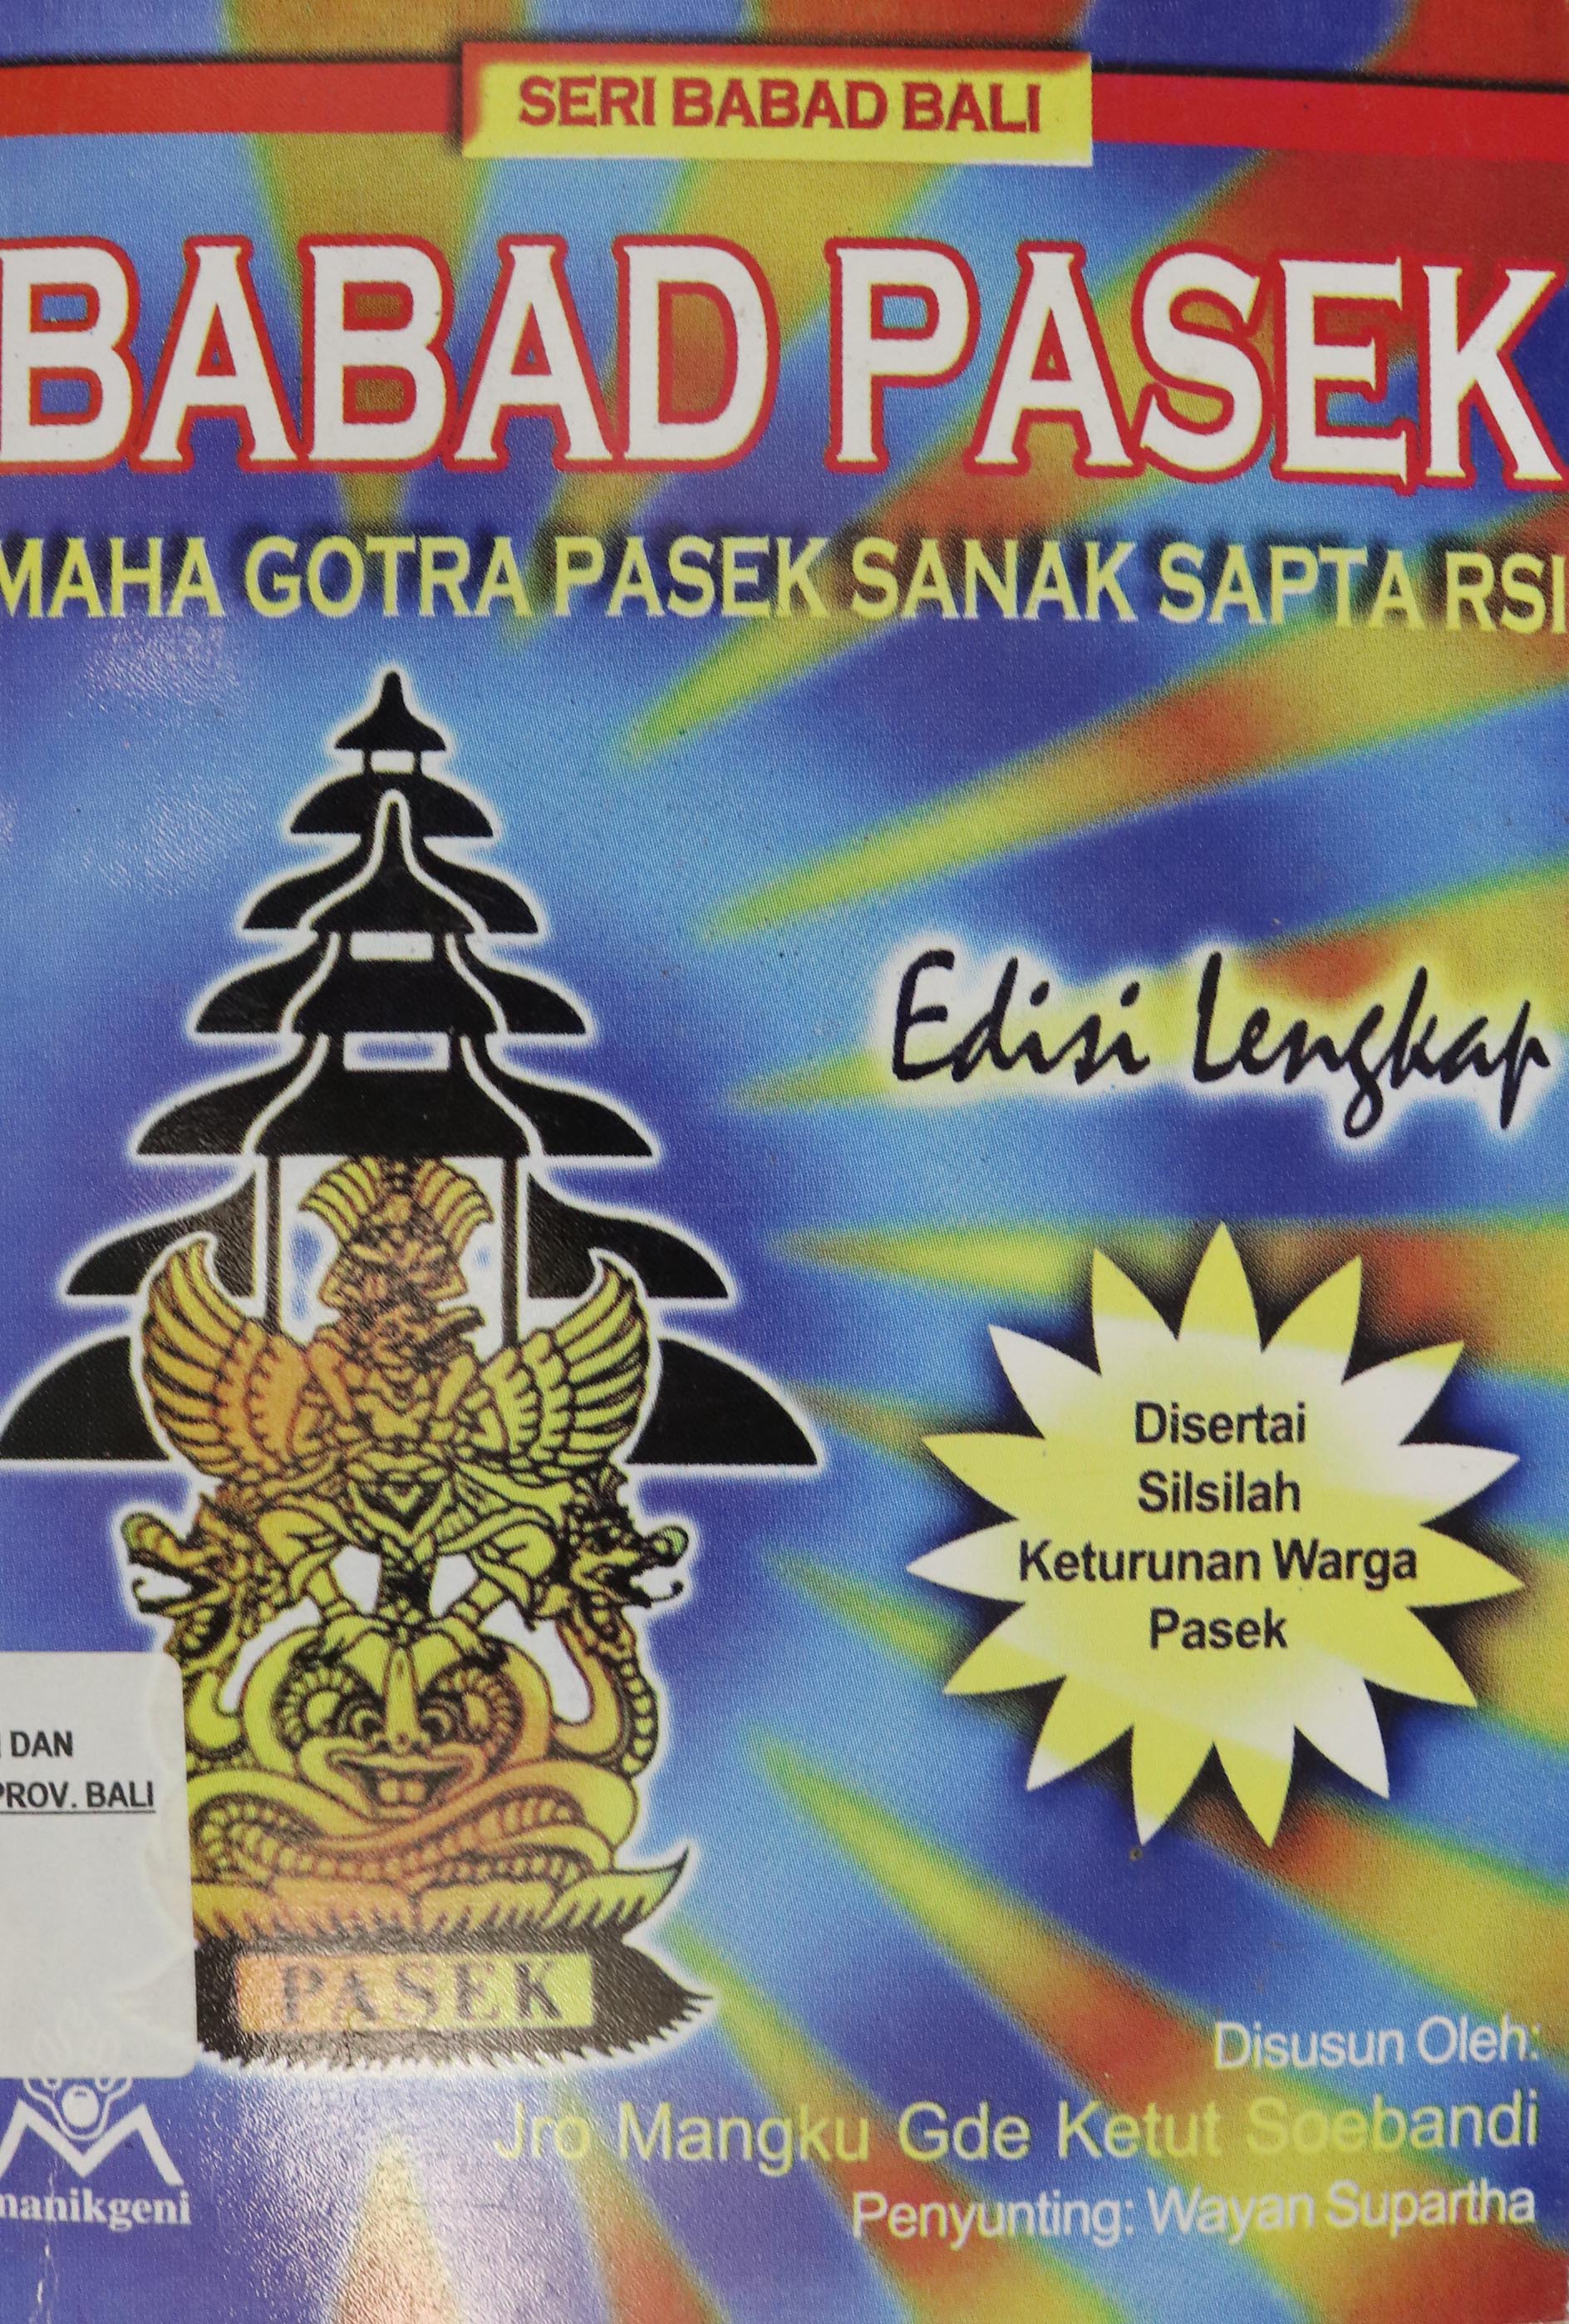 SERI BABAD BALI
BABAD PASEK
MAHA GOTRA PASEK SANAK SAPTA RSI
Edisi Lengkap
Disertai
Silsilah
Keturunan Warga
Pasek
DAN
PROV. BALI
PASEK
Disusun Oleh:
Jro Mangku Gde Ketut Soebandi
Penyunting: Wayan Supartha
manikgeni